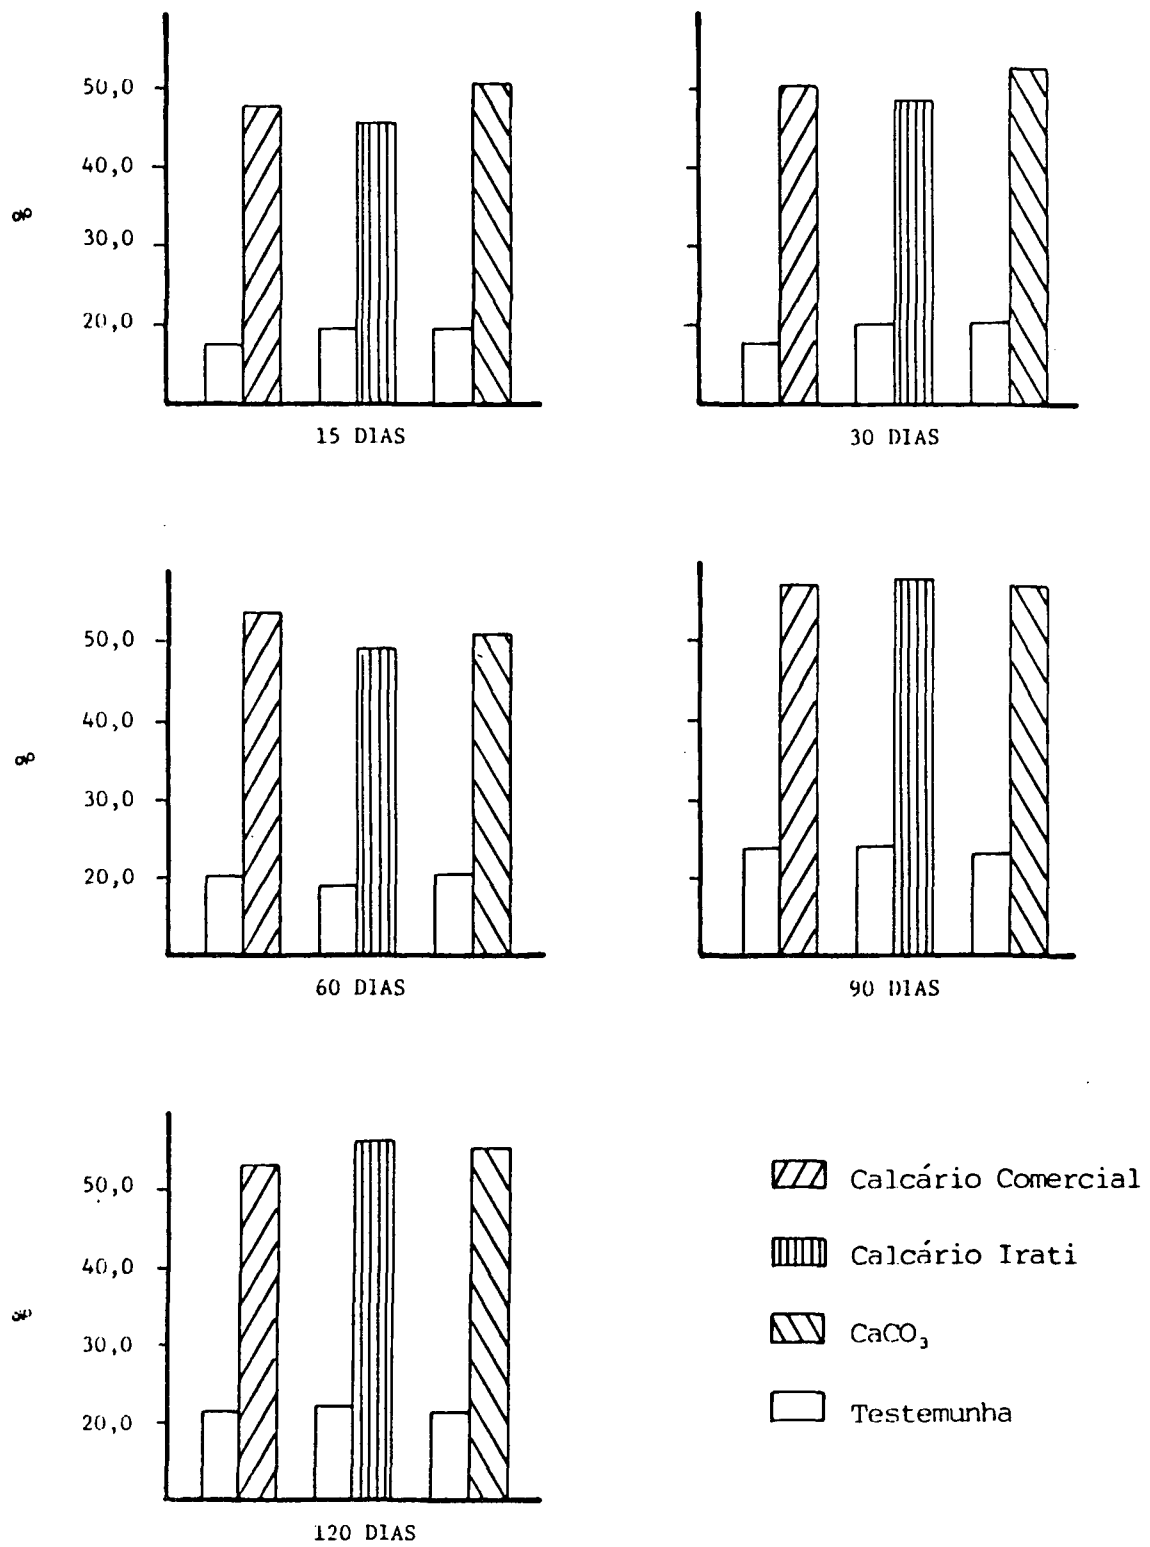 50,0
40,0
%
30,0
20,0
15 DIAS
30 DIAS
50,0
40,0
%
30,0
20,0
60 DIAS
90 DIAS
50,0
40,0
%
30,0
20,0
120 DIAS
Calcário Comercial
Calcário Irati
CaCO₃
Testemunha